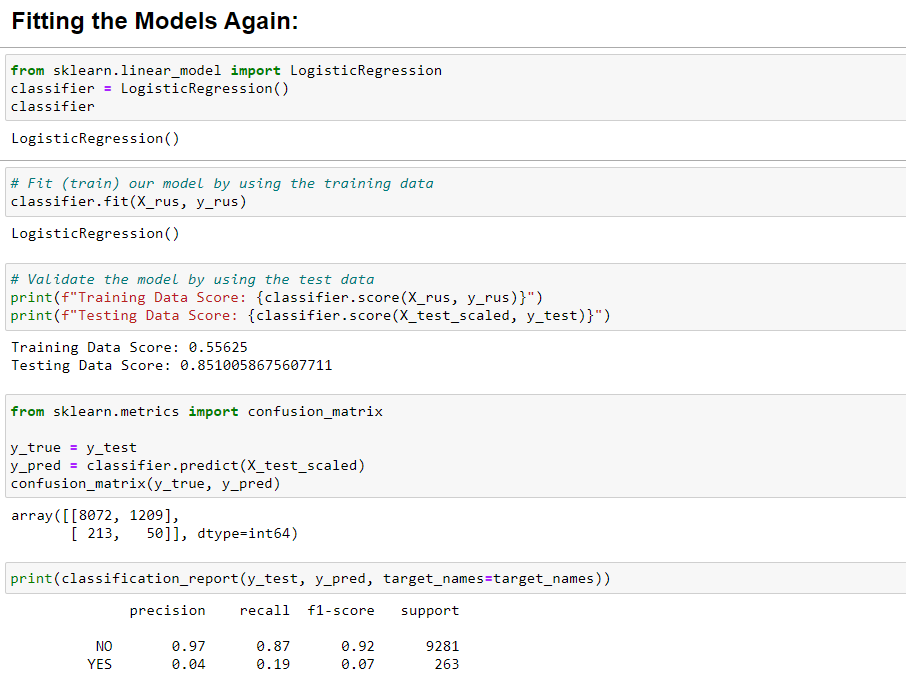 Fitting the Models Again:
from sklearn.linear_model import LogisticRegression
classifier = LogisticRegression()
classifier
LogisticRegression()
# Fit (train) our model by using the training data
classifier.fit(X_rus, y_rus)
LogisticRegression()
# Validate the model by using the test data
print(f"Training Data Score: {classifier.score(X_rus, y_rus)}")
print(f"Testing Data Score: {classifier.score(X_test_scaled, y_test)}")
Training Data Score: 0.55625
Testing Data Score: 0.8510058675607711
from sklearn.metrics import confusion_matrix
y_true = y_test
y_pred = classifier.predict(X_test_scaled)
confusion_matrix(y_true, y_pred)
array([[8072, 1209],
       [ 213,   50]], dtype=int64)
print(classification_report(y_test, y_pred, target_names=target_names))
              precision    recall  f1-score   support
          NO       0.97      0.87      0.92      9281
         YES       0.04      0.19      0.07       263